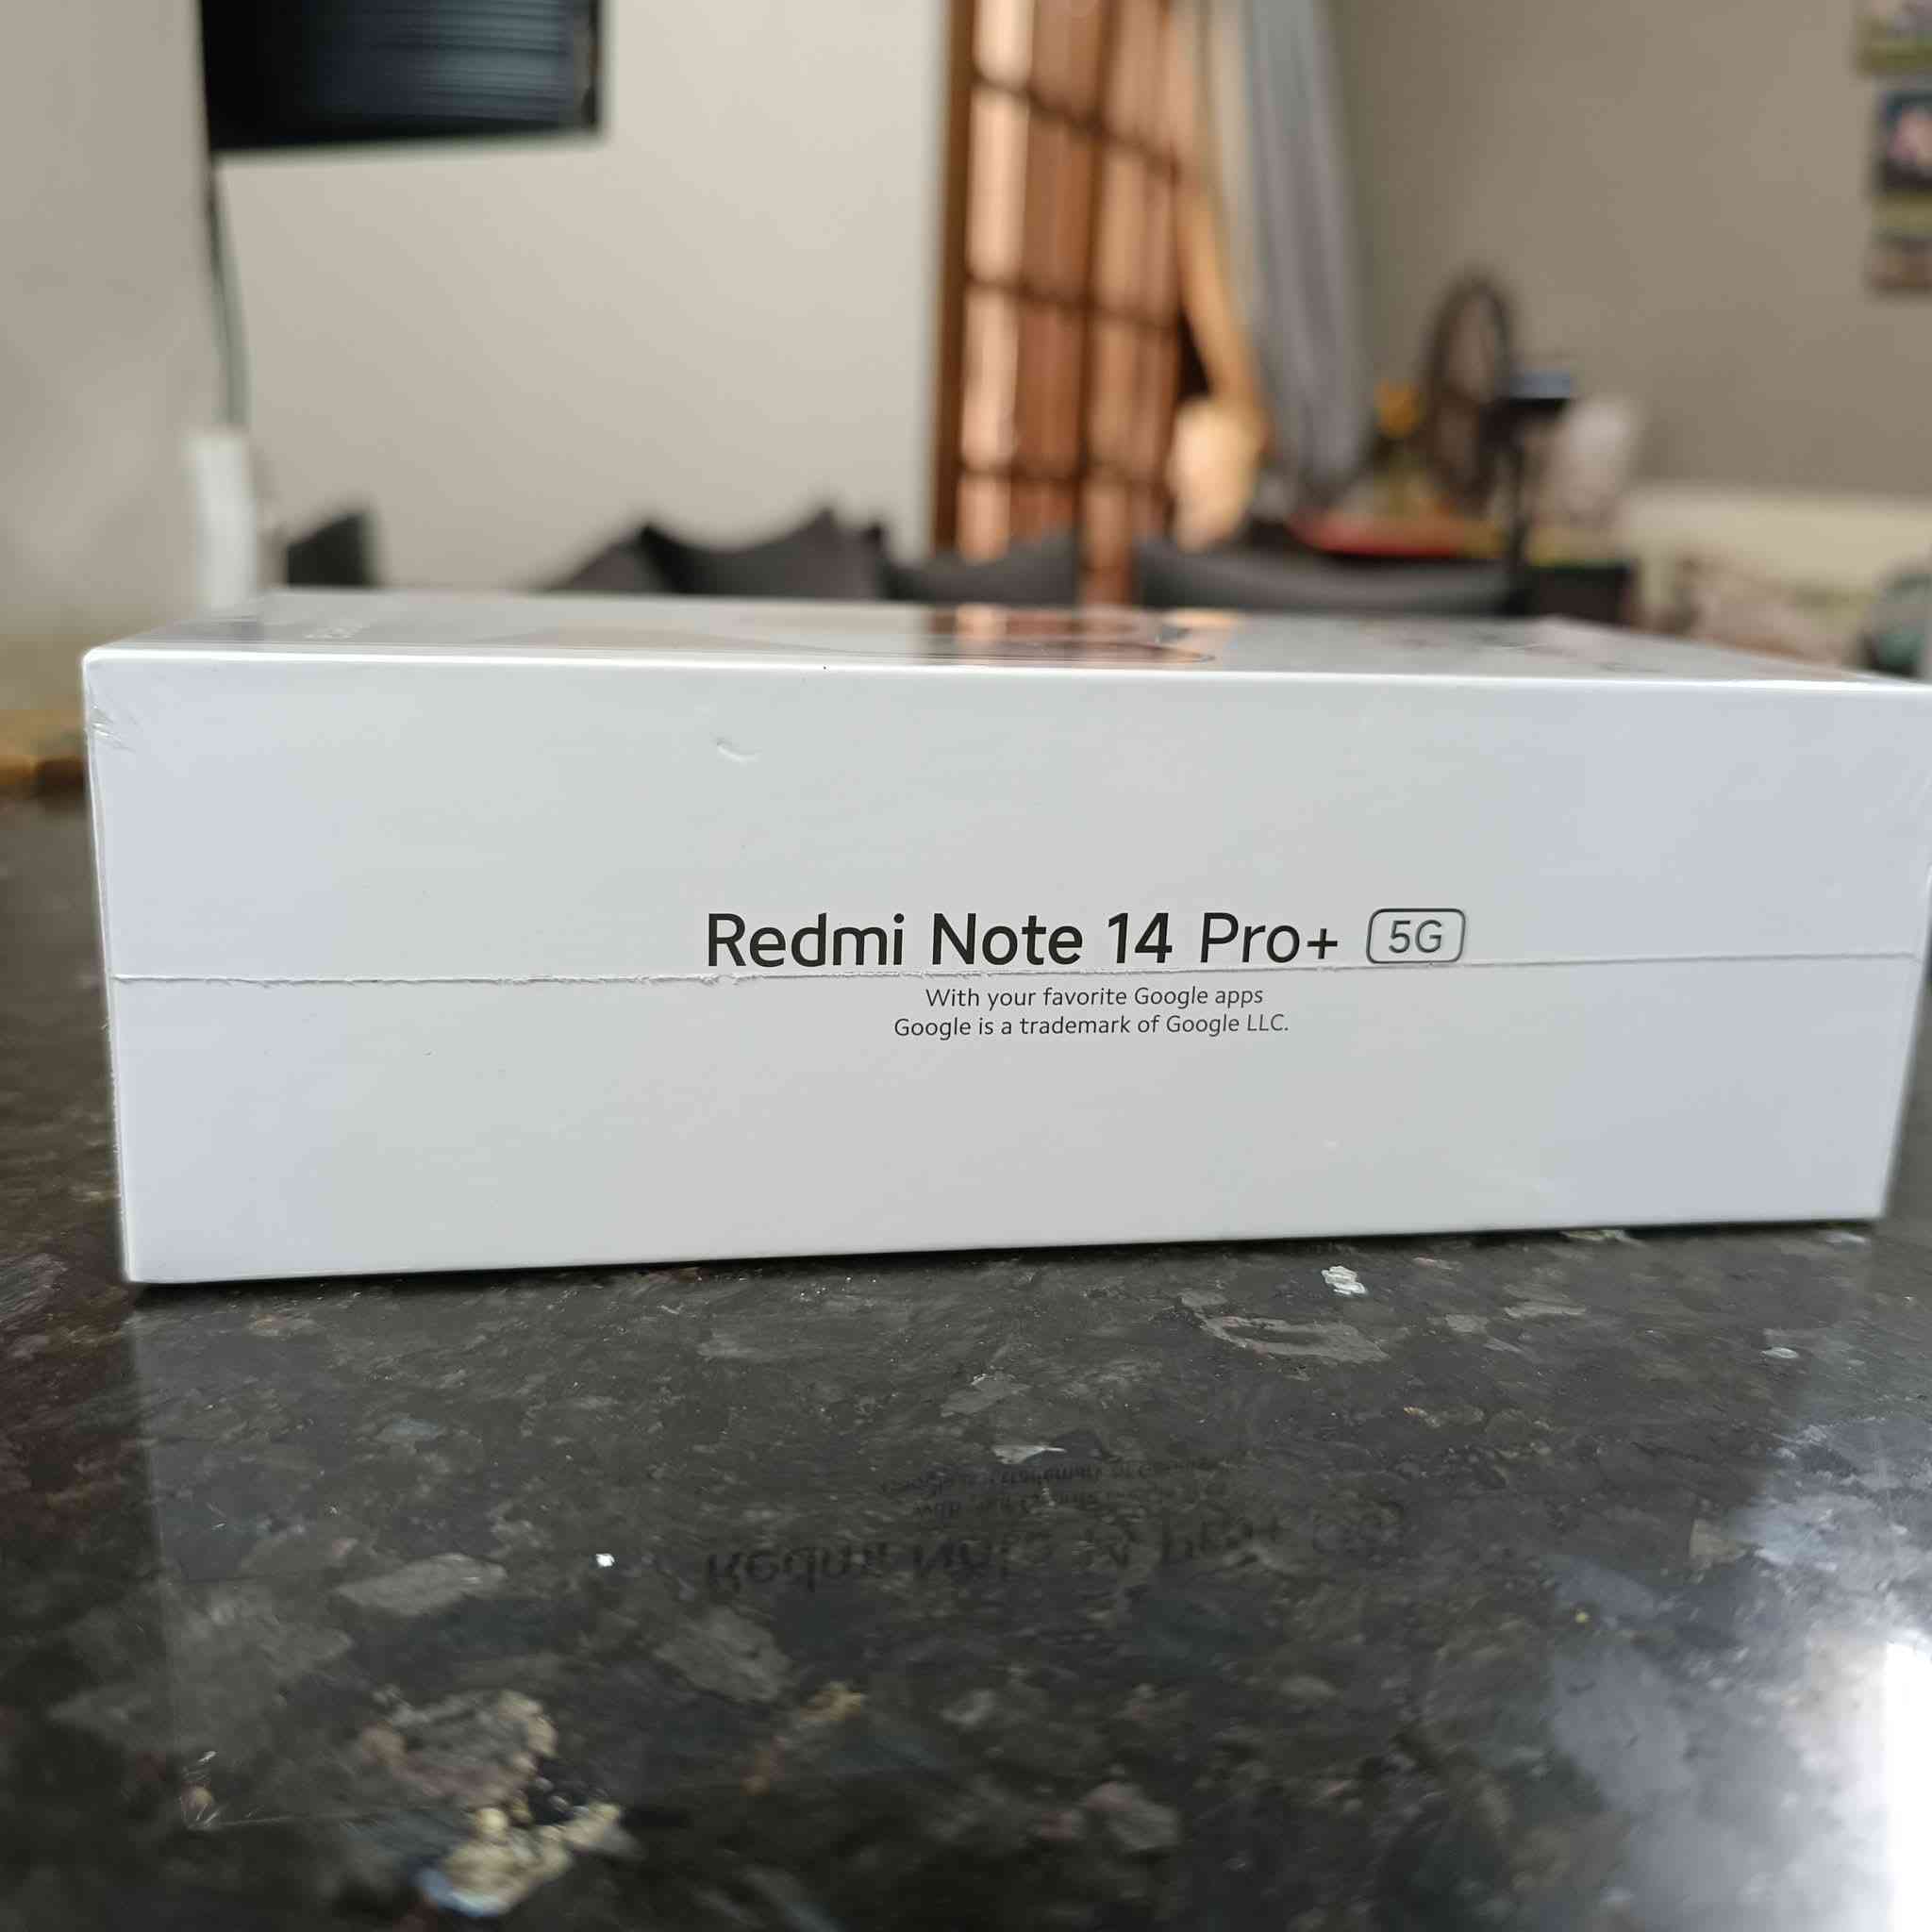 Redmi Note 14 Pro+ 5G
With your favorite Google apps
Google is a trademark of Google LLC.